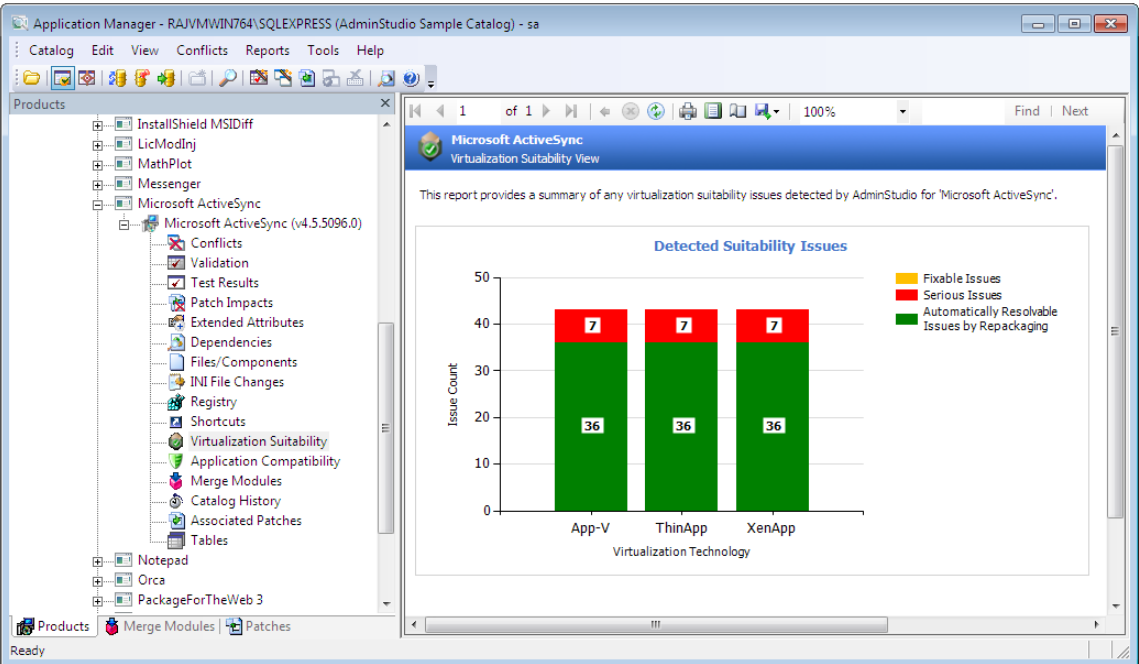 Application Manager - RAJVMWIN764\SQLEXPRESS (AdminStudio Sample Catalog) - sa
Catalog Edit View Conflicts Reports Tools Help
Products
InstallShield MSIDiff
LicModInj
MathPlot
Messenger
Microsoft ActiveSync
Microsoft ActiveSync (v4.5.5096.0)
Conflicts
Validation
Test Results
Patch Impacts
Extended Attributes
Dependencies
Files/Components
INI File Changes
Registry
Shortcuts
Virtualization Suitability
Application Compatibility
Merge Modules
Catalog History
Associated Patches
Tables
Notepad
Orca
PackageForTheWeb 3
Products Merge Modules Patches
1 of 1 100% Find | Next
Microsoft ActiveSync
Virtualization Suitability View
This report provides a summary of any virtualization suitability issues detected by AdminStudio for 'Microsoft ActiveSync'.
Detected Suitability Issues
Fixable Issues
Serious Issues
Automatically Resolvable
Issues by Repackaging
Issue Count
50
40
30
20
10
0
7 7 7
36 36 36
App-V ThinApp XenApp
Virtualization Technology
Ready